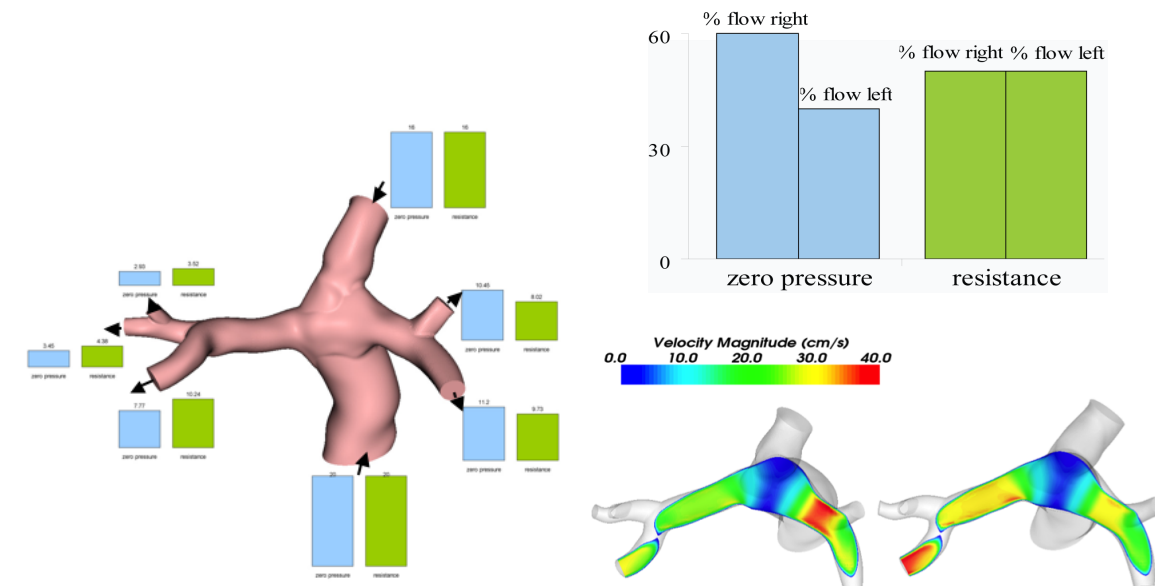 16 16
zero pressure resistance
2.93 3.52
zero pressure resistance
3.45 4.38
zero pressure resistance
7.77 10.24
zero pressure resistance
10.45 8.02
zero pressure resistance
11.2 9.73
zero pressure resistance
20 20
zero pressure resistance
% flow right
60
% flow right % flow left
% flow left
30
0
zero pressure resistance
Velocity Magnitude (cm/s)
0.0 10.0 20.0 30.0 40.0